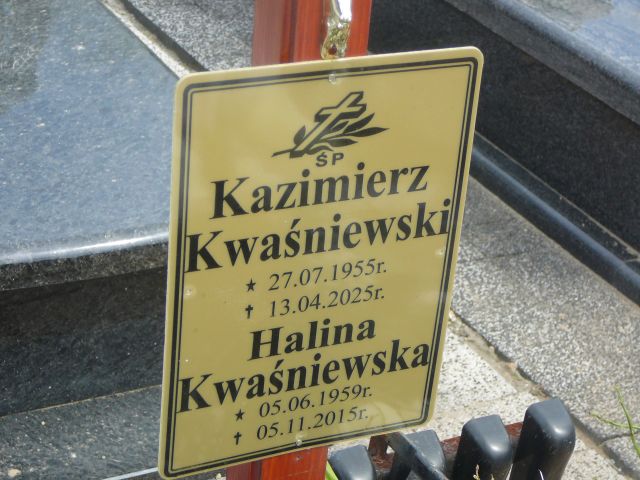 ŚP
Kazimierz
Kwaśniewski
★ 27.07.1955r.
✝ 13.04.2025r.
Halina
Kwaśniewska
★ 05.06.1959r.
✝ 05.11.2015r.